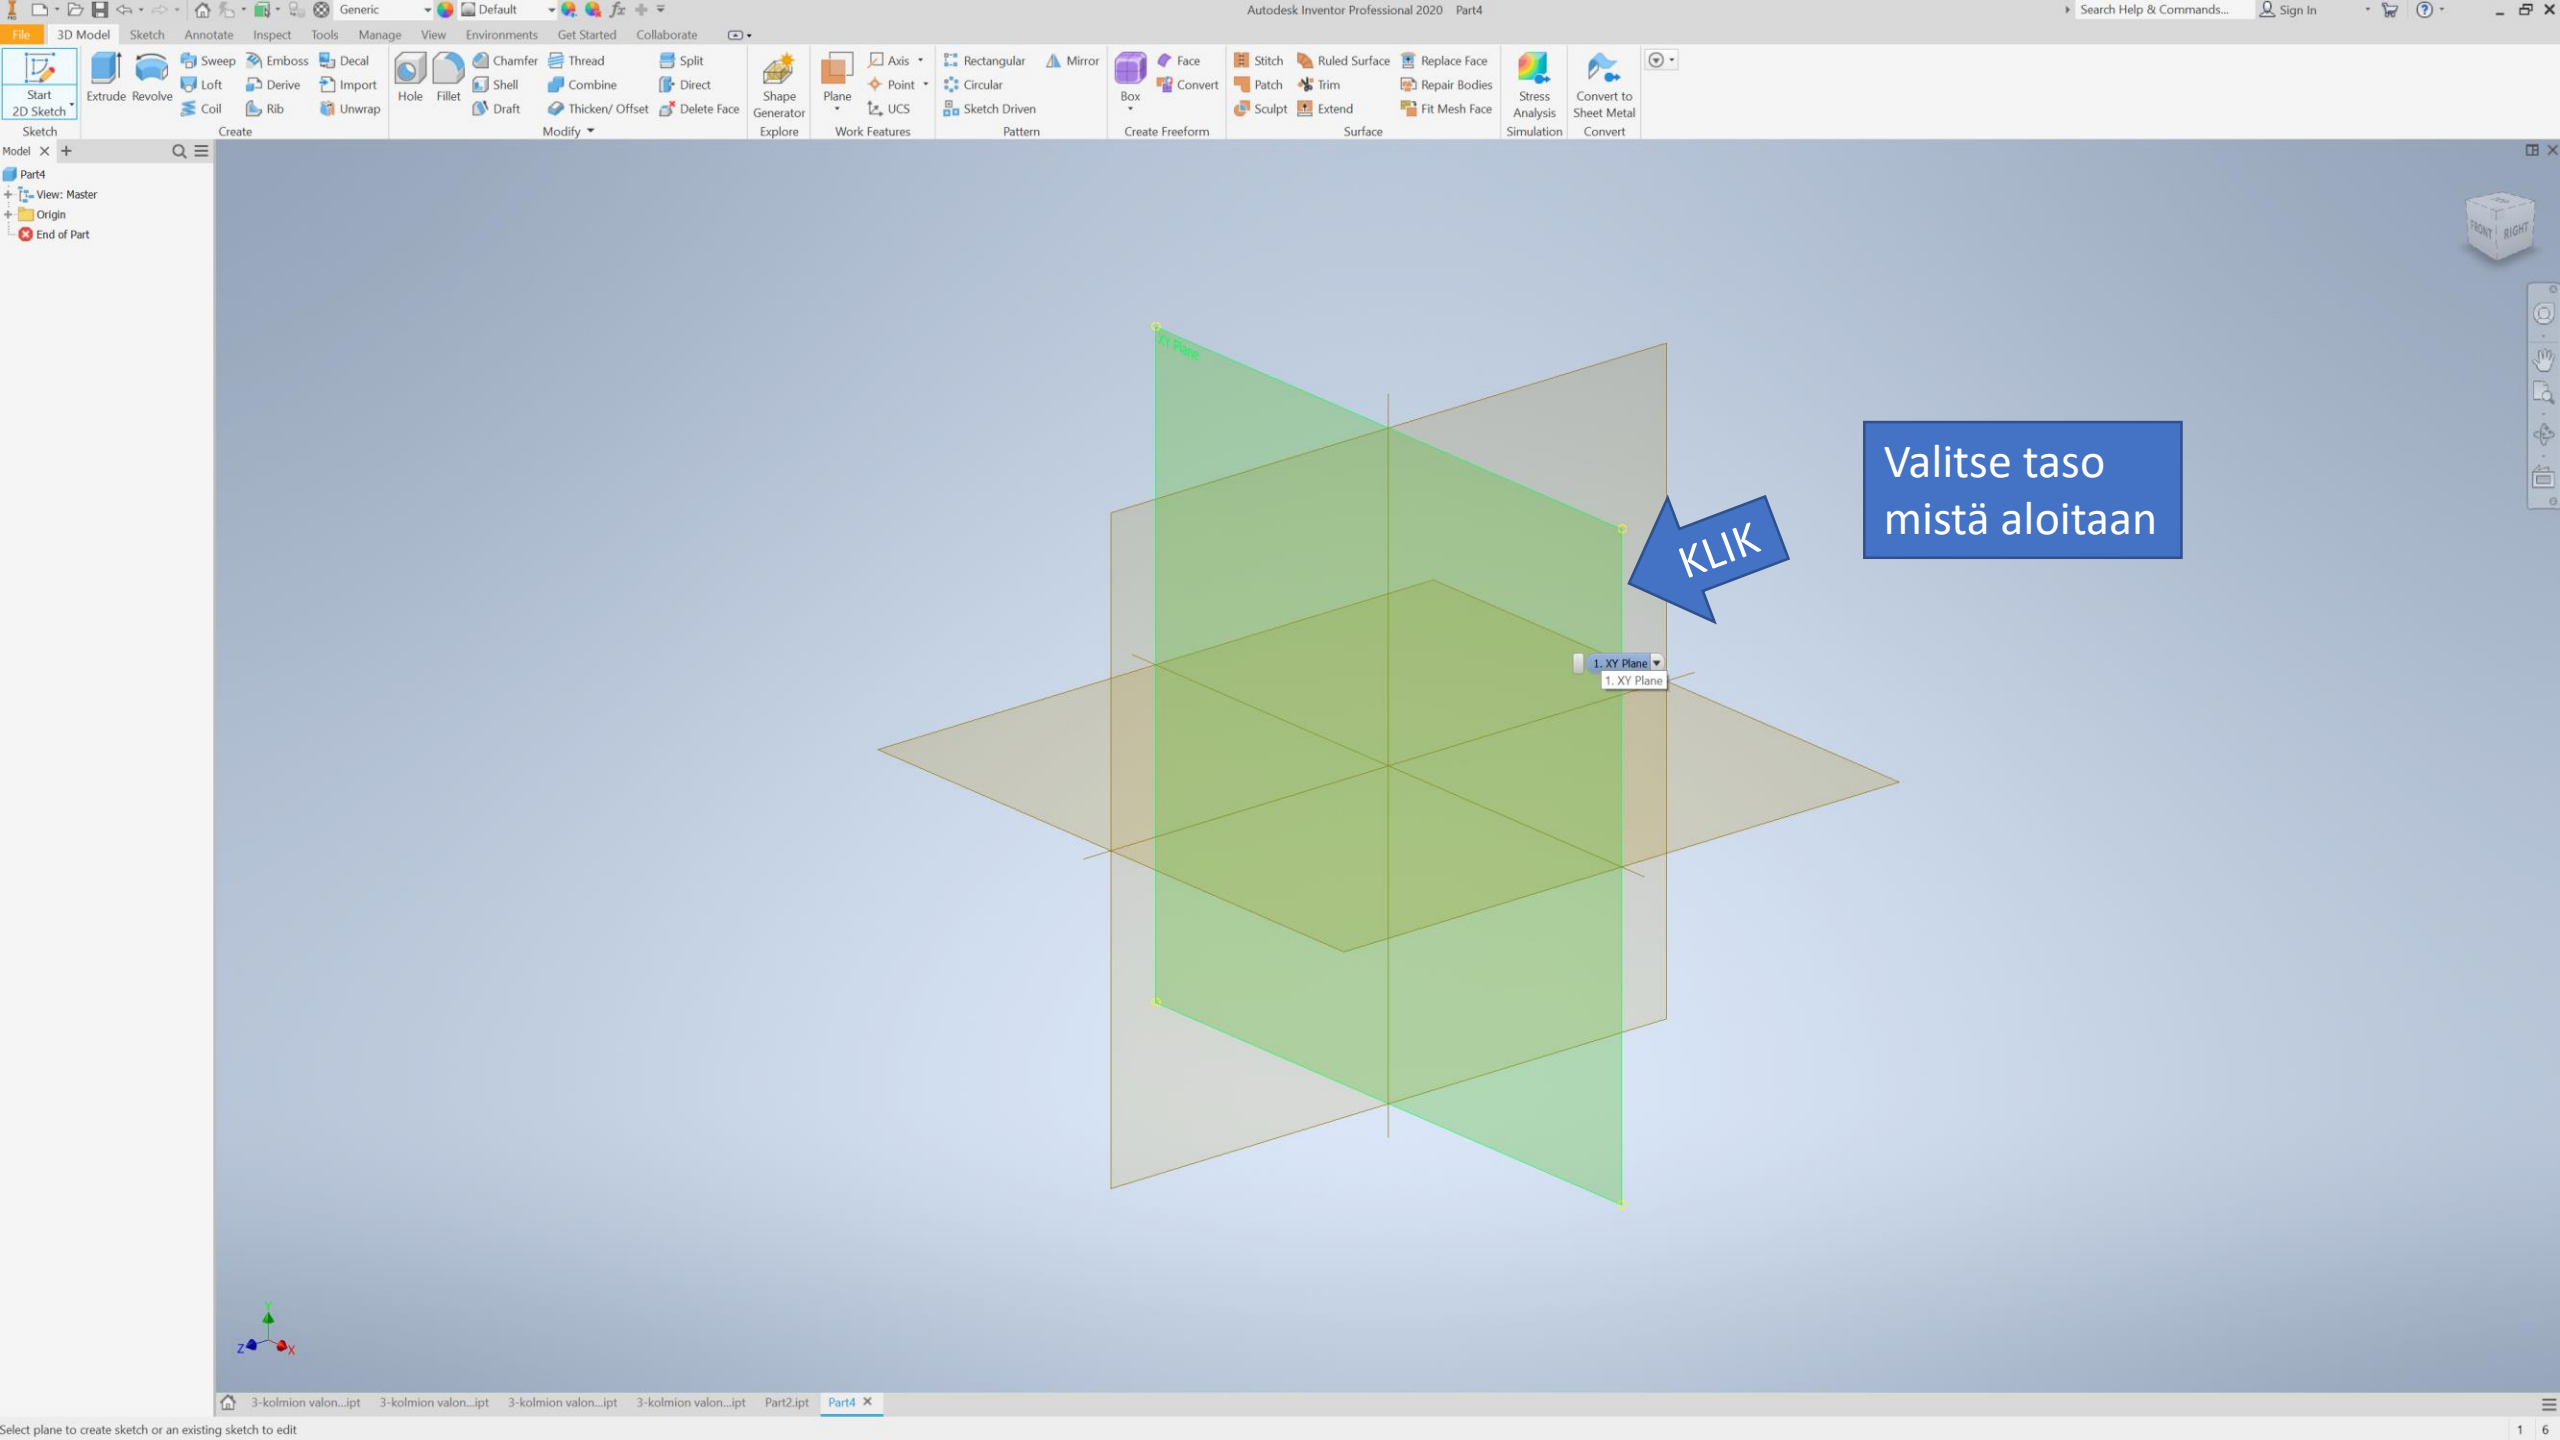 Generic Default Autodesk Inventor Professional 2020 Part4 Search Help & Commands... Sign In
File 3D Model Sketch Annotate Inspect Tools Manage View Environments Get Started Collaborate
Start 2D Sketch
Extrude Revolve
Sweep Emboss Decal
Loft Derive Import
Coil Rib Unwrap
Hole Fillet
Chamfer Thread Split
Shell Combine Direct
Draft Thicken/ Offset Delete Face
Shape Generator
Plane
Axis
Point
UCS
Rectangular Mirror
Circular
Sketch Driven
Box
Face
Convert
Stitch Ruled Surface Replace Face
Patch Trim Repair Bodies
Sculpt Extend Fit Mesh Face
Stress Analysis
Convert to Sheet Metal
Sketch Create Modify Explore Work Features Pattern Create Freeform Surface Simulation Convert
Model
Part4
View: Master
Origin
End of Part
TOP
FRONT RIGHT
XY Plane
Valitse taso
mistä aloitaan
KLIK
1. XY Plane
1. XY Plane
Y
Z X
3-kolmion valon...ipt 3-kolmion valon...ipt 3-kolmion valon...ipt 3-kolmion valon...ipt Part2.ipt Part4
Select plane to create sketch or an existing sketch to edit 1 6